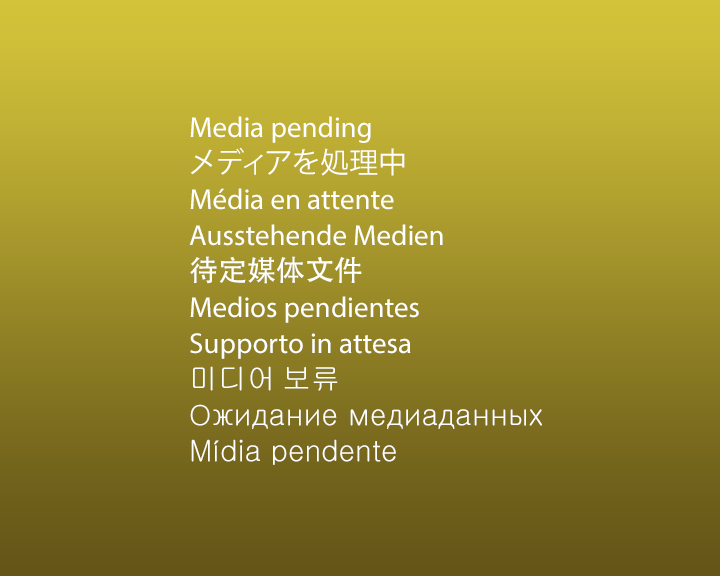 Media pending
メディアを処理中
Média en attente
Ausstehende Medien
待定媒体文件
Medios pendientes
Supporto in attesa
미디어 보류
Ожидание медиаданных
Mídia pendente